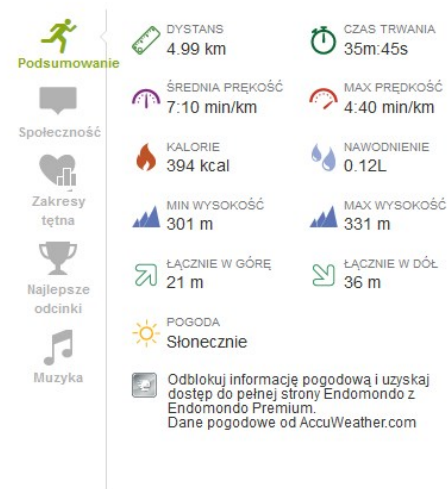 Podsumowanie
Społeczność
Zakresy
tętna
Najlepsze
odcinki
Muzyka
DYSTANS
4.99 km
CZAS TRWANIA
35m:45s
ŚREDNIA PRĘKOŚĆ
7:10 min/km
MAX PRĘDKOŚĆ
4:40 min/km
KALORIE
394 kcal
NAWODNIENIE
0.12L
MIN WYSOKOŚĆ
301 m
MAX WYSOKOŚĆ
331 m
ŁĄCZNIE W GÓRĘ
21 m
ŁĄCZNIE W DÓŁ
36 m
POGODA
Słonecznie
Odblokuj informację pogodową i uzyskaj
dostęp do pełnej strony Endomondo z
Endomondo Premium.
Dane pogodowe od AccuWeather.com